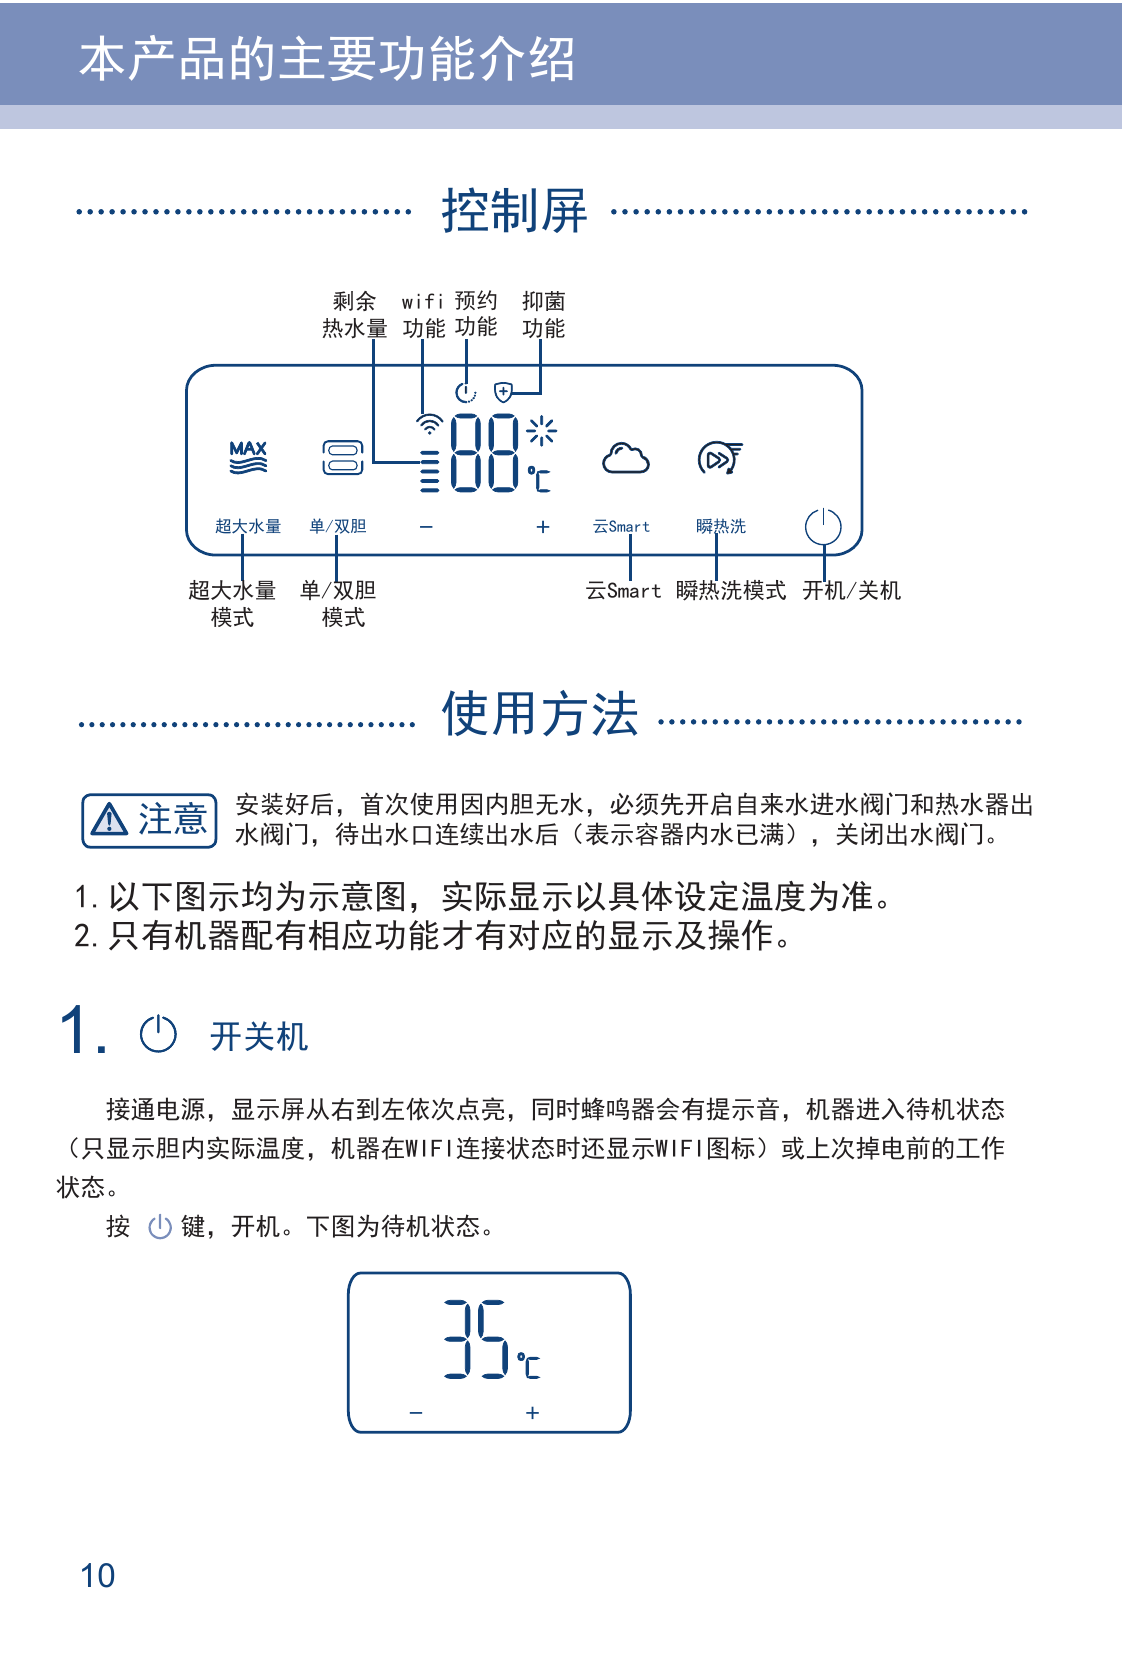 本产品的主要功能介绍
控制屏
剩余 wifi 预约 抑菌
热水量 功能 功能 功能
MAX
88℃
超大水量 单/双胆 − + 云Smart 瞬热洗
超大水量 单/双胆 云Smart 瞬热洗模式 开机/关机
模式 模式
使用方法
注意
安装好后，首次使用因内胆无水，必须先开启自来水进水阀门和热水器出
水阀门，待出水口连续出水后（表示容器内水已满），关闭出水阀门。
1.以下图示均为示意图，实际显示以具体设定温度为准。
2.只有机器配有相应功能才有对应的显示及操作。
1. 开关机
接通电源，显示屏从右到左依次点亮，同时蜂鸣器会有提示音，机器进入待机状态
（只显示胆内实际温度，机器在WIFI连接状态时还显示WIFI图标）或上次掉电前的工作
状态。
按 键，开机。下图为待机状态。
35℃
− +
10